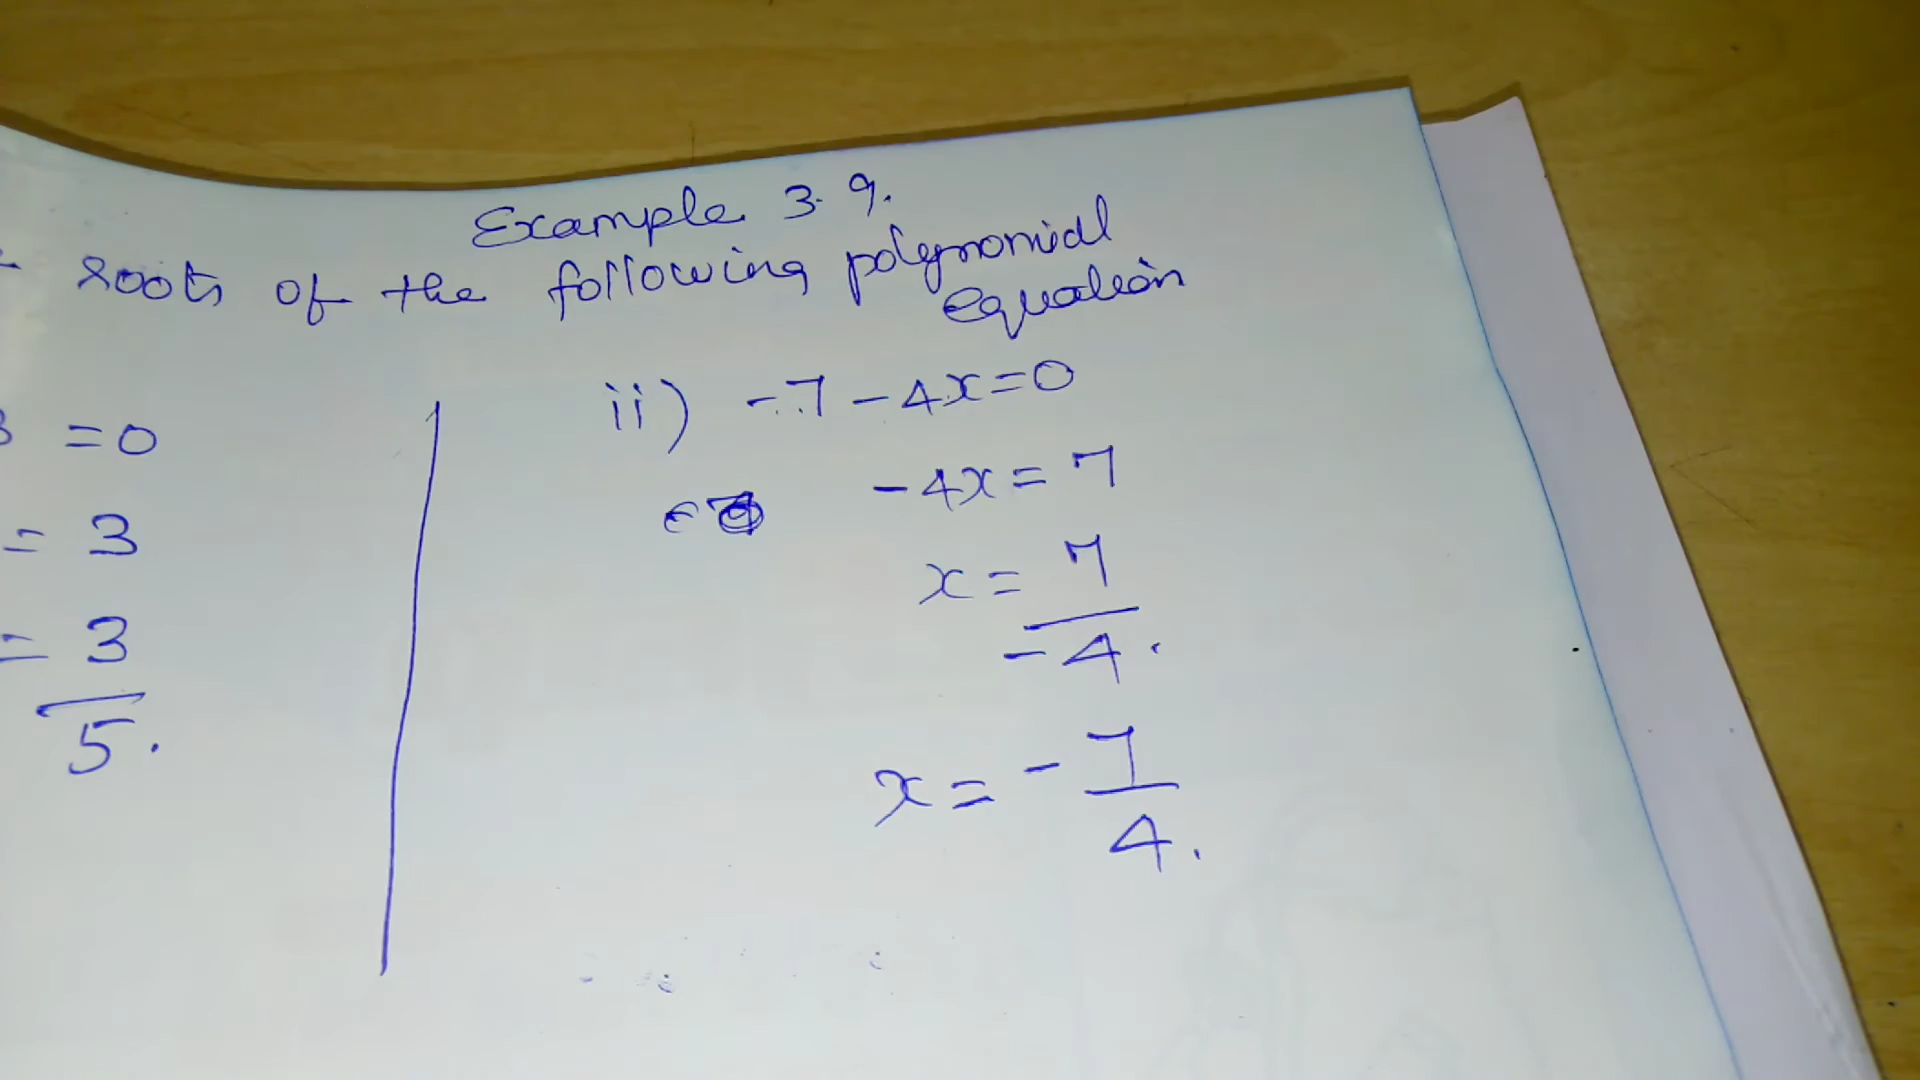 Example 3.9.
roots of the following polynomial
equation
= 0
= 3
= 3
5.
ii) -7 - 4x = 0
-4x = 7
x = 7
-4.
x = -7
4.